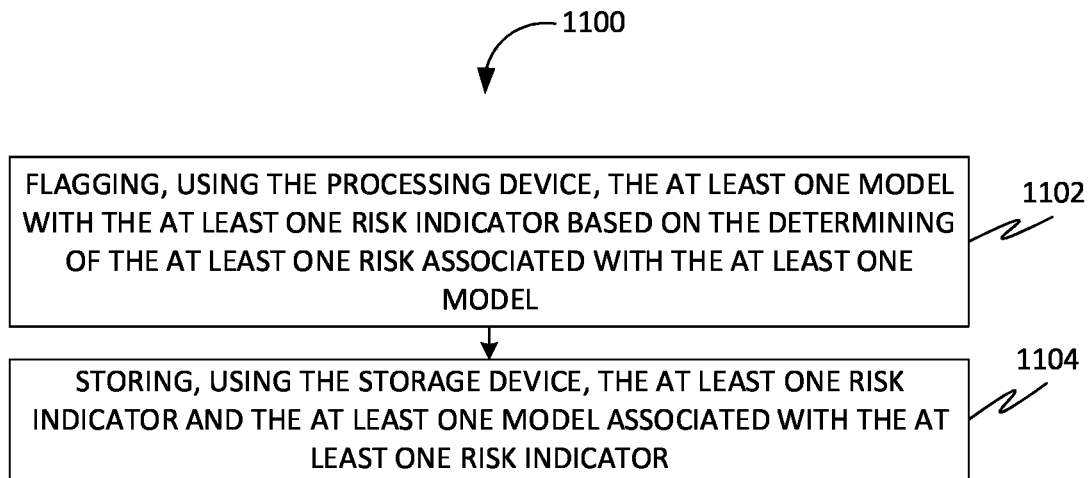 1100
FLAGGING, USING THE PROCESSING DEVICE, THE AT LEAST ONE MODEL
WITH THE AT LEAST ONE RISK INDICATOR BASED ON THE DETERMINING
OF THE AT LEAST ONE RISK ASSOCIATED WITH THE AT LEAST ONE
MODEL
1102
STORING, USING THE STORAGE DEVICE, THE AT LEAST ONE RISK
INDICATOR AND THE AT LEAST ONE MODEL ASSOCIATED WITH THE AT
LEAST ONE RISK INDICATOR
1104